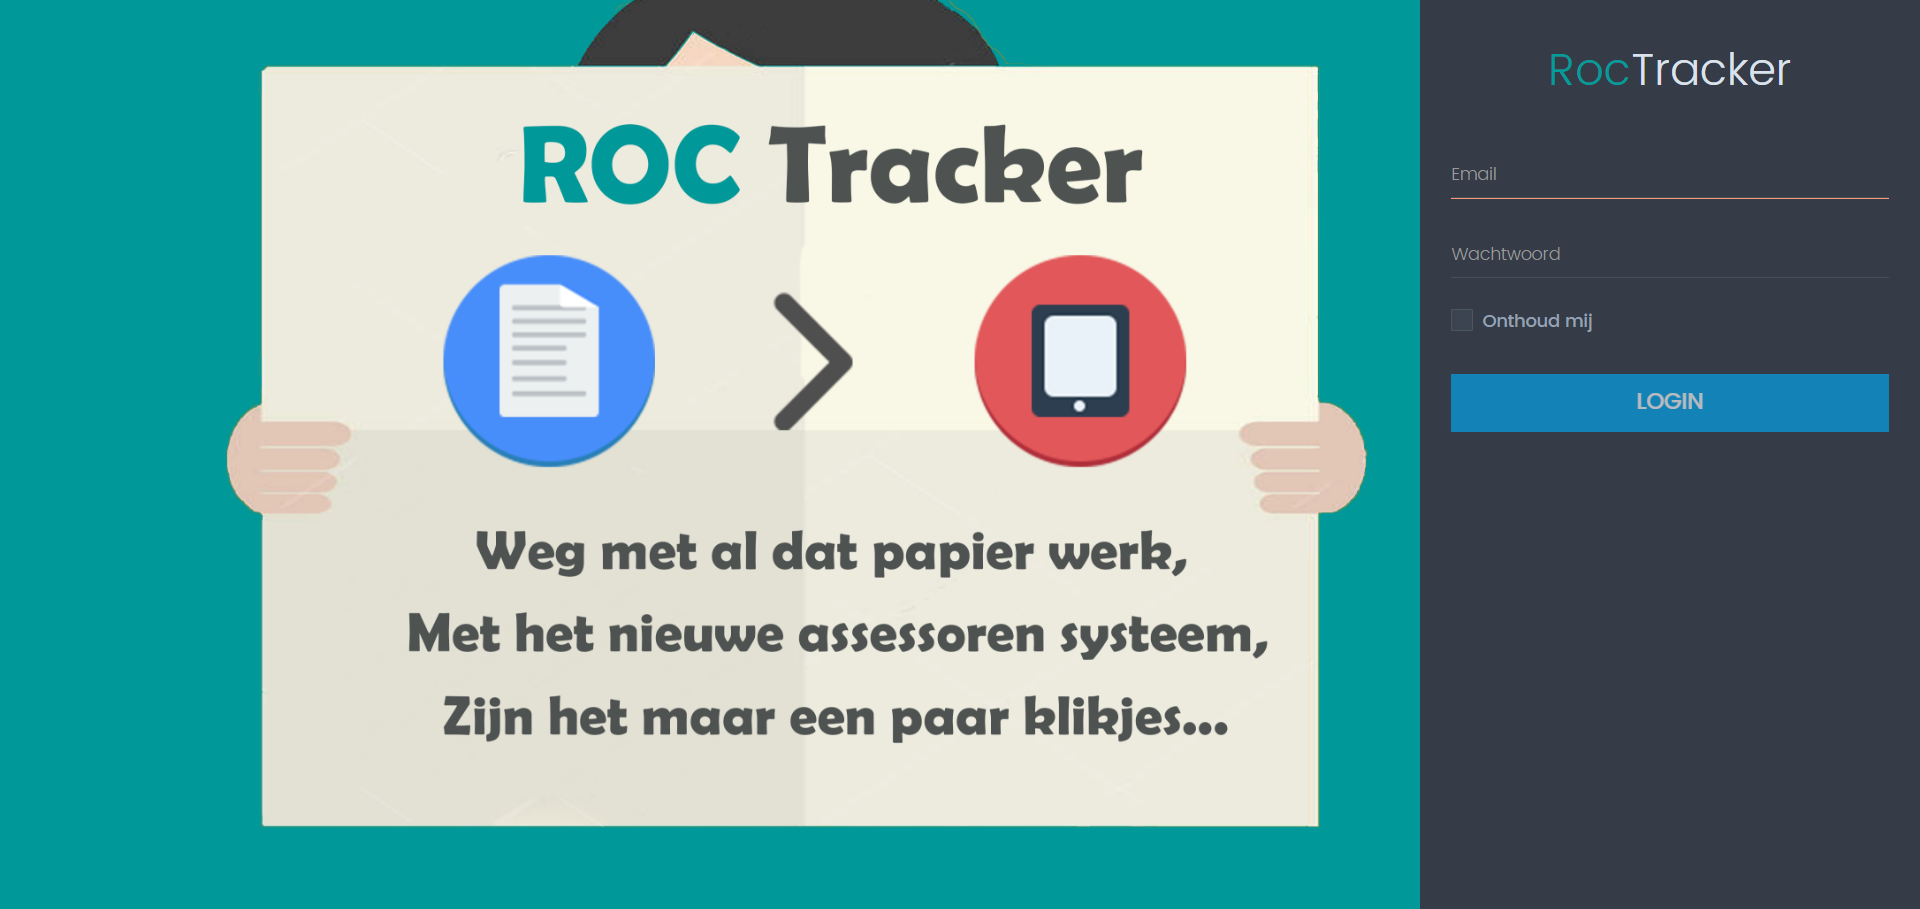 ROC Tracker
Weg met al dat papier werk,
Met het nieuwe assessoren systeem,
Zijn het maar een paar klikjes...
RocTracker
Email
Wachtwoord
Onthoud mij
LOGIN